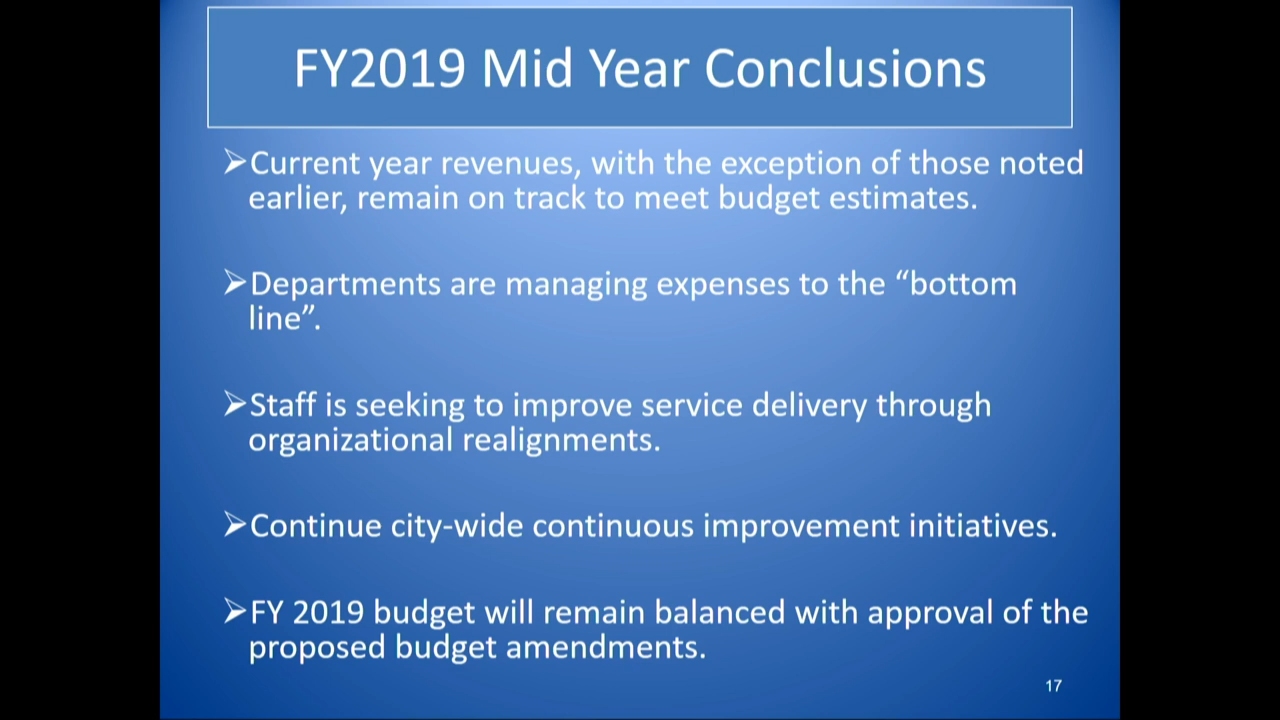 FY2019 Mid Year Conclusions
➢Current year revenues, with the exception of those noted
earlier, remain on track to meet budget estimates.
➢Departments are managing expenses to the “bottom
line”.
➢Staff is seeking to improve service delivery through
organizational realignments.
➢Continue city-wide continuous improvement initiatives.
➢FY 2019 budget will remain balanced with approval of the
proposed budget amendments.
17